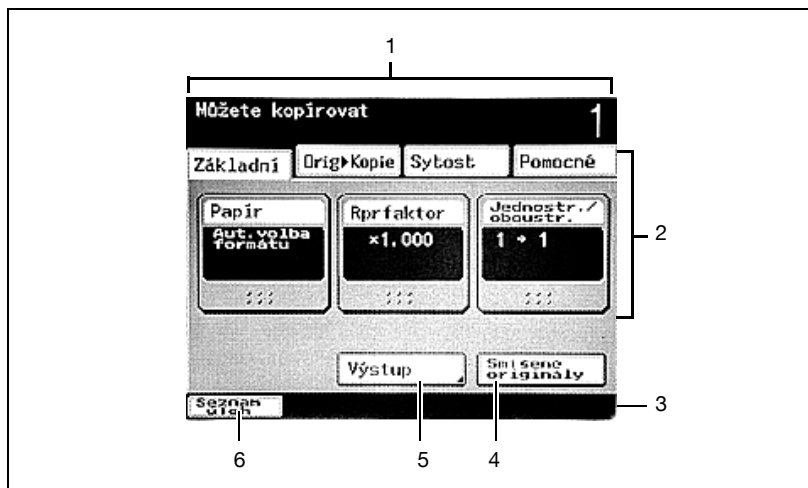 1
Můžete kopírovat 1
Základní Orig▸Kopie Sytost Pomocné
Papír
Aut.volba
formátu
Rprfaktor
×1.000
Jednostr./
oboustr.
1 → 1
2
Výstup
Smísené
originály
Seznam
úloh
3
6 5 4